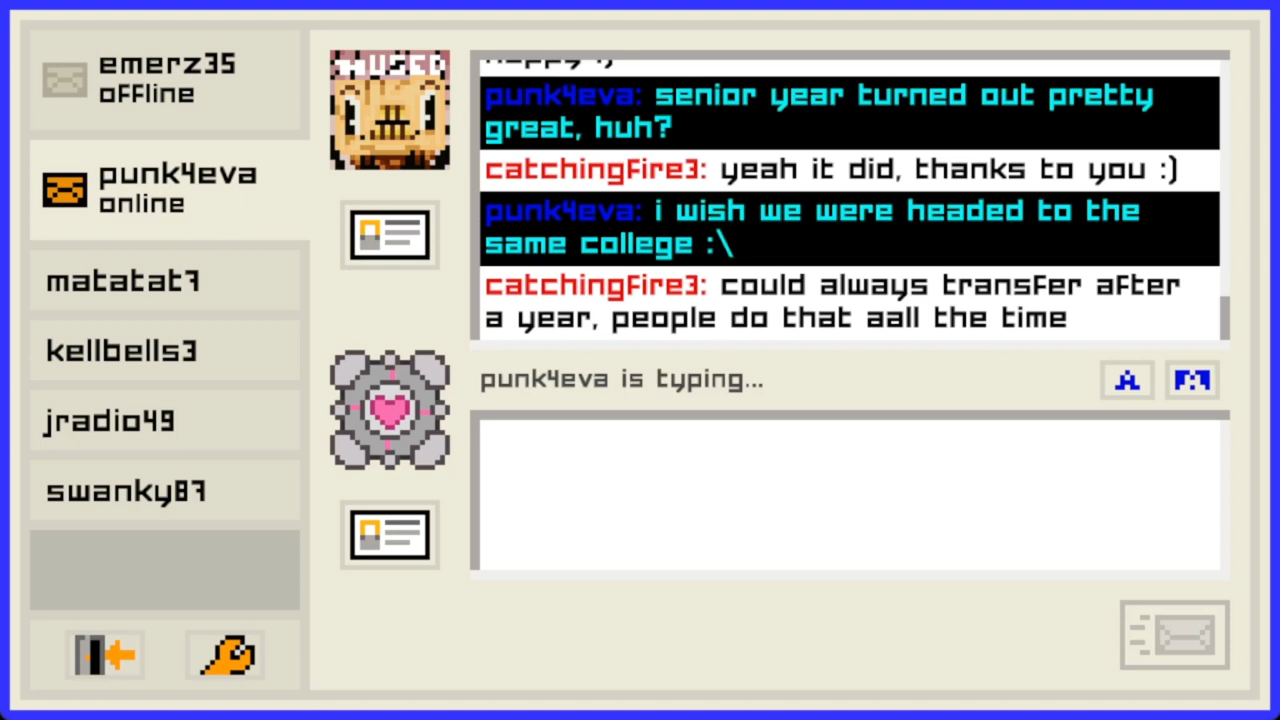 emerz35
offline
punk4eva
online
matatat7
kellbells3
jradio49
swanky87
USED
punk4eva: senior year turned out pretty
great, huh?
catchingfire3: yeah it did, thanks to you :)
punk4eva: i wish we were headed to the
same college :\
catchingfire3: could always transfer after
a year, people do that aall the time
punk4eva is typing...
A